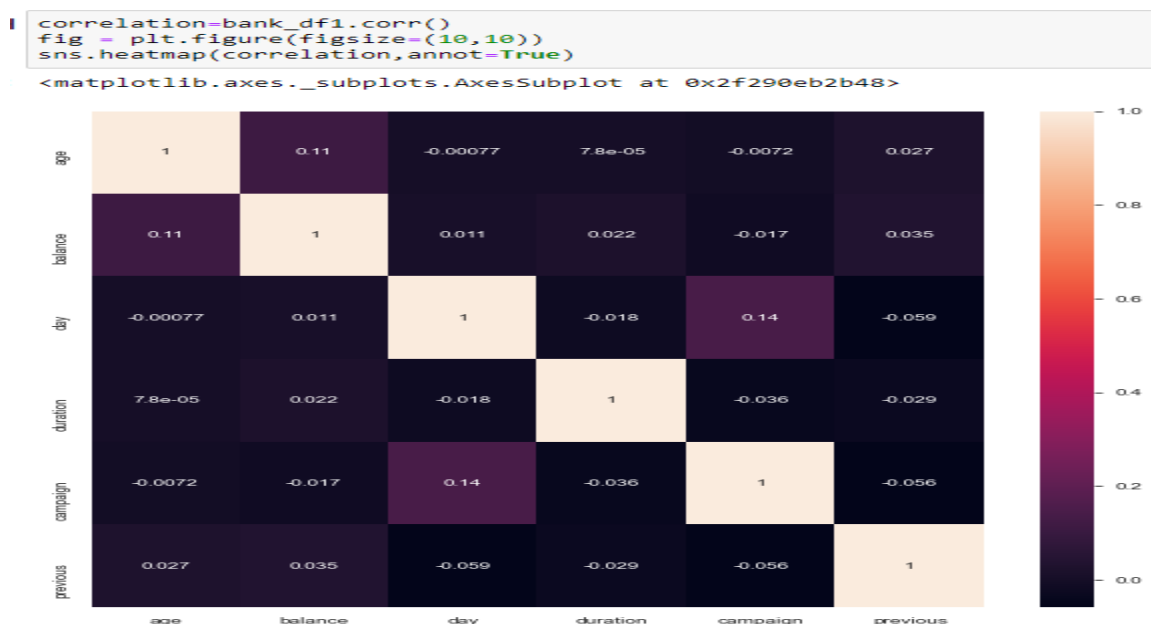 correlation=bank_df1.corr()
fig = plt.figure(figsize=(10,10))
sns.heatmap(correlation,annot=True)
<matplotlib.axes._subplots.AxesSubplot at 0x2f290eb2b48>
1.0
age 1 0.11 -0.00077 7.8e-05 -0.0072 0.027
0.8
balance 0.11 1 0.011 0.022 -0.017 0.035
0.6
day -0.00077 0.011 1 -0.018 0.14 -0.059
0.4
duration 7.8e-05 0.022 -0.018 1 -0.036 -0.029
campaign -0.0072 -0.017 0.14 -0.036 1 -0.056
0.2
previous 0.027 0.035 -0.059 -0.029 -0.056 1
0.0
age balance day duration campaign previous